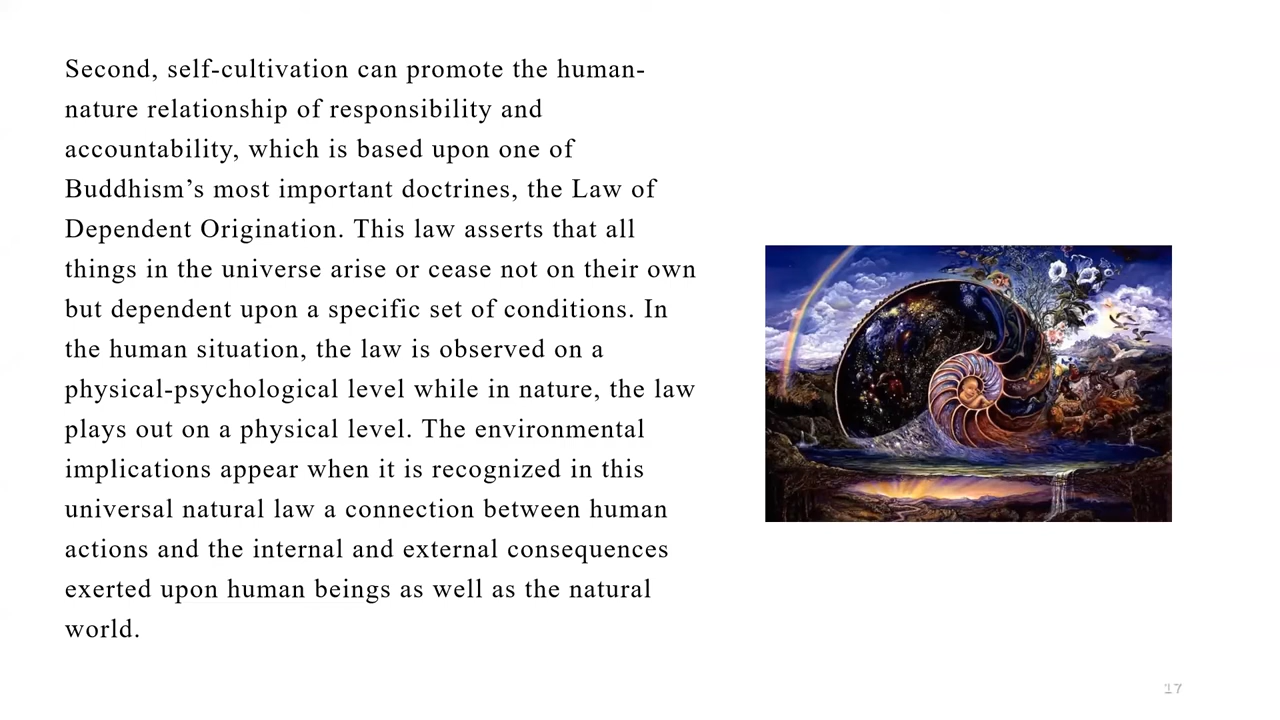 Second, self-cultivation can promote the human-
nature relationship of responsibility and
accountability, which is based upon one of
Buddhism’s most important doctrines, the Law of
Dependent Origination. This law asserts that all
things in the universe arise or cease not on their own
but dependent upon a specific set of conditions. In
the human situation, the law is observed on a
physical-psychological level while in nature, the law
plays out on a physical level. The environmental
implications appear when it is recognized in this
universal natural law a connection between human
actions and the internal and external consequences
exerted upon human beings as well as the natural
world.
17